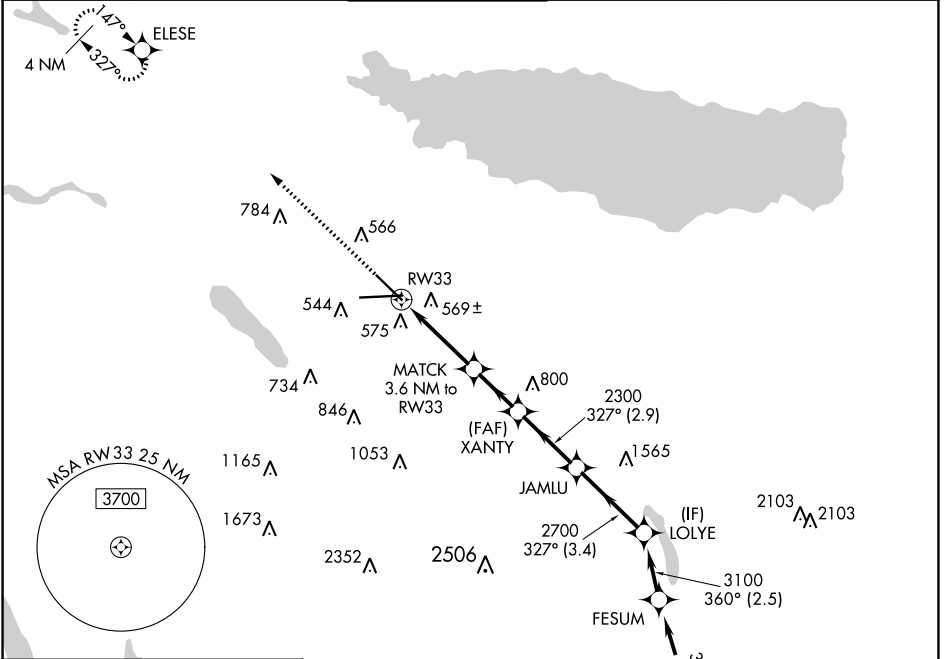 147°
ELESE
4 NM
327°
784
566
RW33
544
569±
575
MATCK
3.6 NM to
RW33
800
734
2300
327° (2.9)
846
(FAF)
XANTY
1053
1565
1165
JAMLU
MSA RW33 25 NM
3700
2103
2103
(IF)
LOLYE
1673
2700
327° (3.4)
2352
2506
3100
360° (2.5)
FESUM